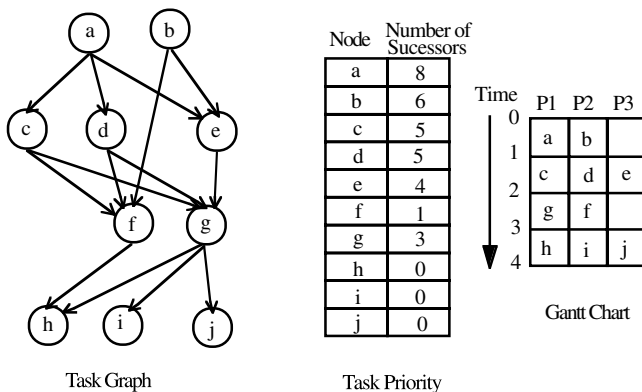 a b
c d e
f g
h i j
Task Graph
Node Number of Sucessors
a 8
b 6
c 5
d 5
e 4
f 1
g 3
h 0
i 0
j 0
Task Priority
Time
P1 P2 P3
0
a b
1
c d e
2
g f
3
h i j
4
Gantt Chart